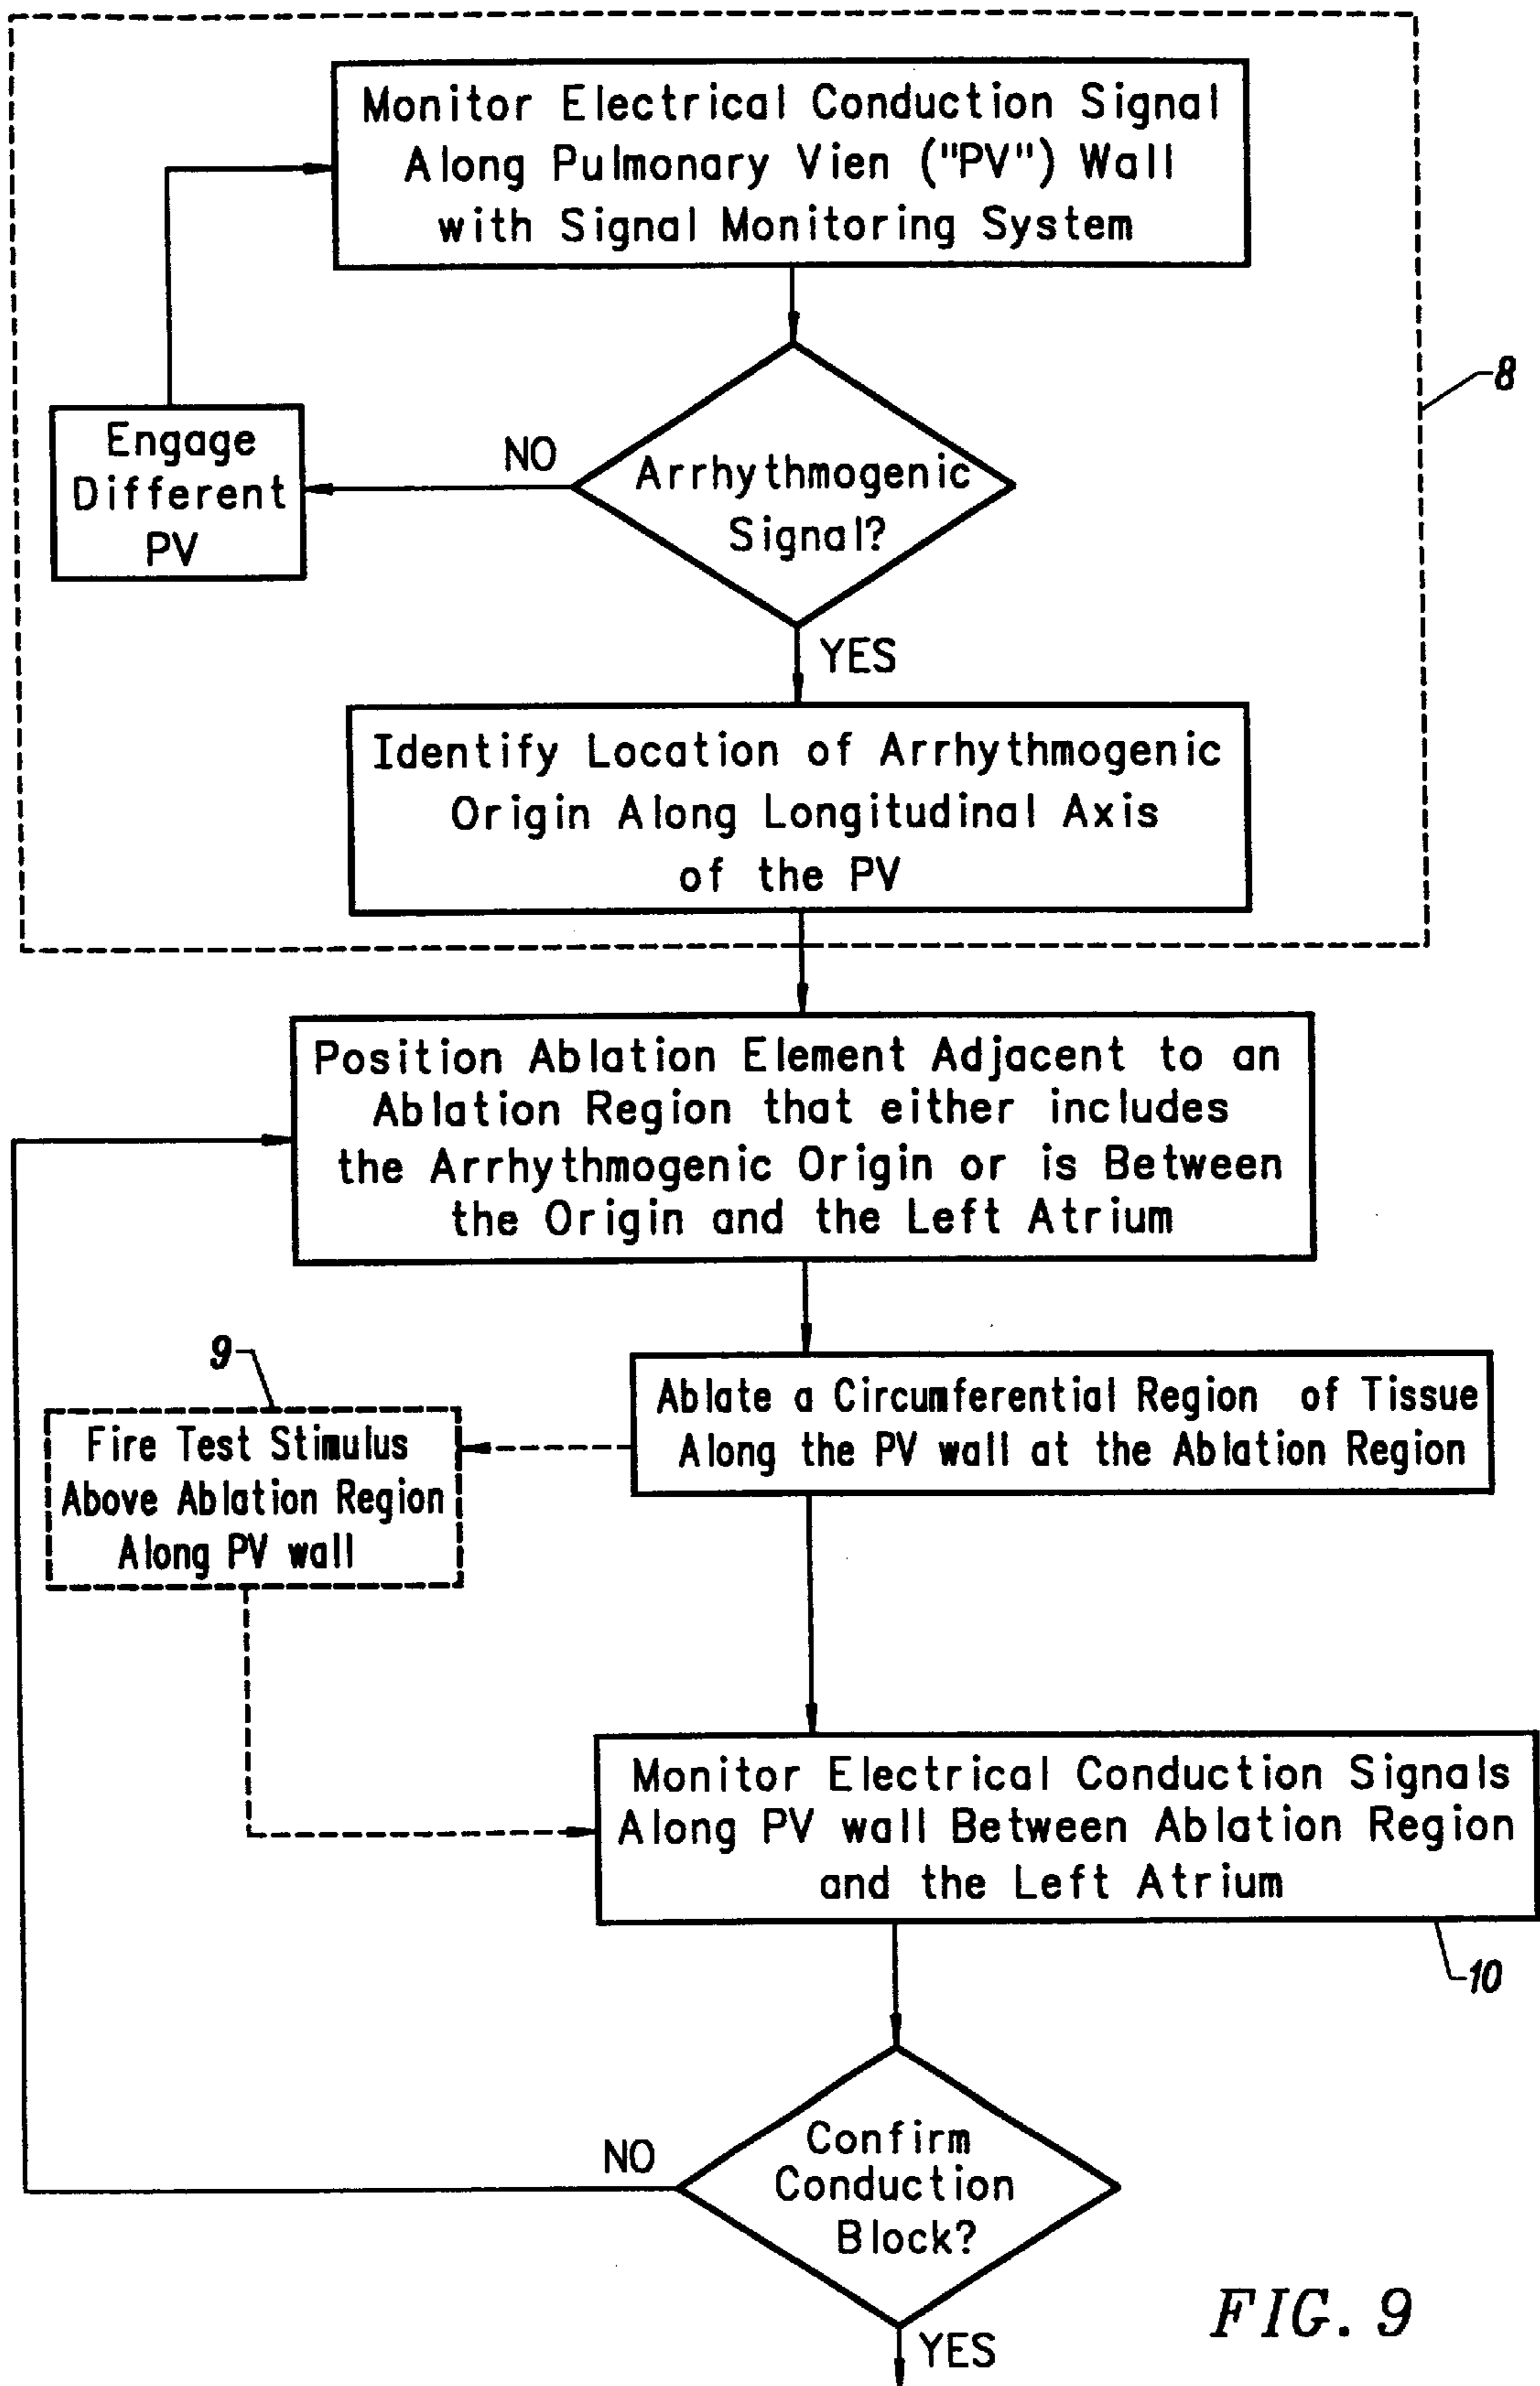 Monitor Electrical Conduction Signal
Along Pulmonary Vien ("PV") Wall
with Signal Monitoring System
8
Engage
Different
PV
NO
Arrhythmogenic
Signal?
YES
Identify Location of Arrhythmogenic
Origin Along Longitudinal Axis
of the PV
Position Ablation Element Adjacent to an
Ablation Region that either includes
the Arrhythmogenic Origin or is Between
the Origin and the Left Atrium
9
Ablate a Circumferential Region of Tissue
Along the PV wall at the Ablation Region
Fire Test Stimulus
Above Ablation Region
Along PV wall
Monitor Electrical Conduction Signals
Along PV wall Between Ablation Region
and the Left Atrium
10
NO
Confirm
Conduction
Block?
YES
FIG. 9